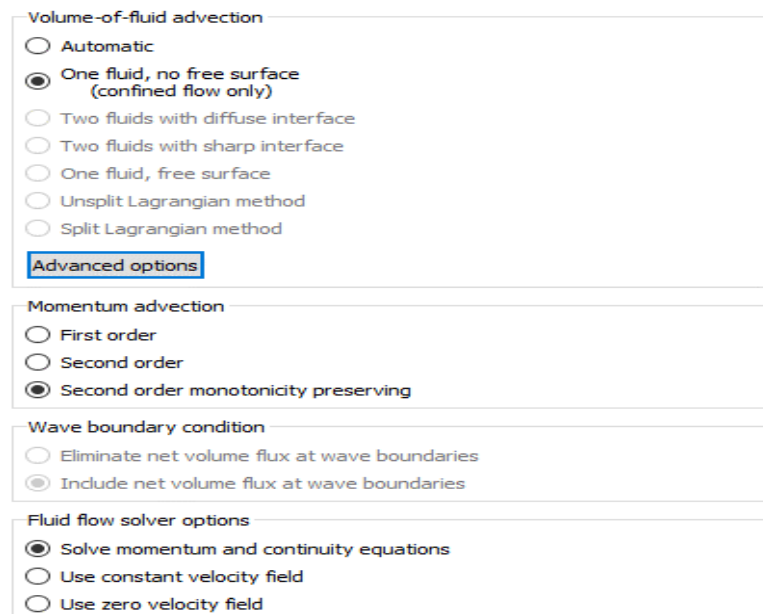 Volume-of-fluid advection
Automatic
One fluid, no free surface
(confined flow only)
Two fluids with diffuse interface
Two fluids with sharp interface
One fluid, free surface
Unsplit Lagrangian method
Split Lagrangian method
Advanced options
Momentum advection
First order
Second order
Second order monotonicity preserving
Wave boundary condition
Eliminate net volume flux at wave boundaries
Include net volume flux at wave boundaries
Fluid flow solver options
Solve momentum and continuity equations
Use constant velocity field
Use zero velocity field